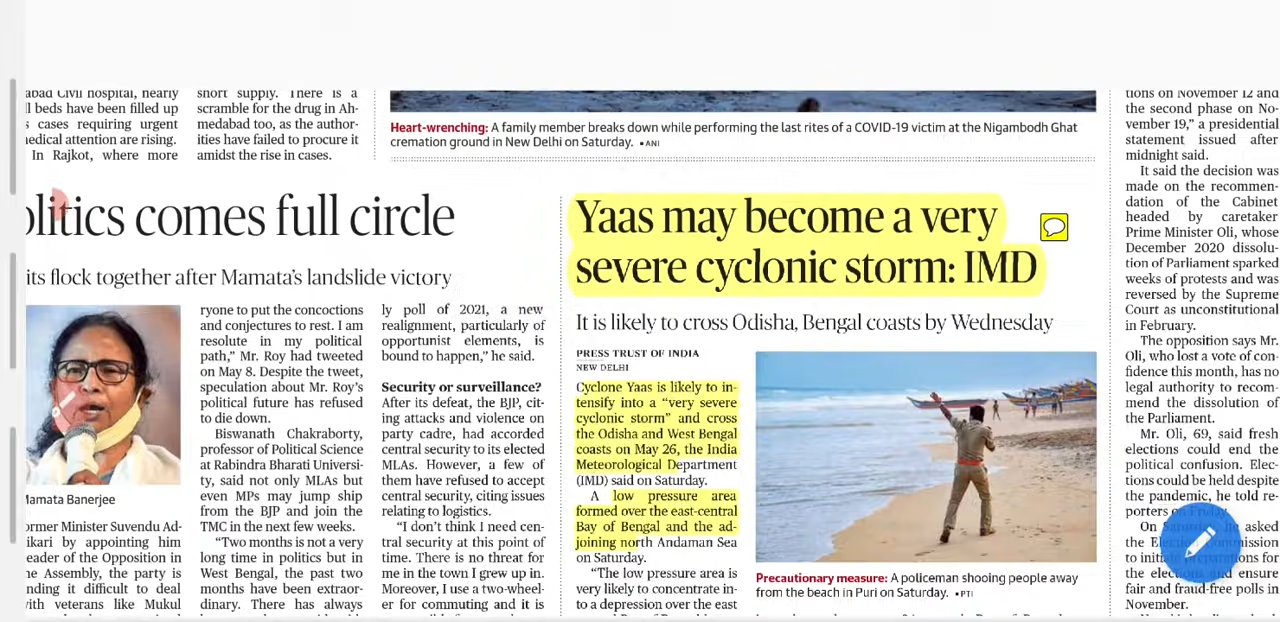 abad Civil hospital, nearly
l beds have been filled up
s cases requiring urgent
edical attention are rising.
In Rajkot, where more
short supply. There is a
scramble for the drug in Ah-
medabad too, as the author-
ities have failed to procure it
amidst the rise in cases.
Heart-wrenching: A family member breaks down while performing the last rites of a COVID-19 victim at the Nigambodh Ghat
cremation ground in New Delhi on Saturday. ▪ ANI
olitics comes full circle
its flock together after Mamata's landslide victory
Mamata Banerjee
ormer Minister Suvendu Ad-
ikari by appointing him
eader of the Opposition in
he Assembly, the party is
nding it difficult to deal
with veterans like Mukul
ryone to put the concoctions
and conjectures to rest. I am
resolute in my political
path,” Mr. Roy had tweeted
on May 8. Despite the tweet,
speculation about Mr. Roy's
political future has refused
to die down.
Biswanath Chakraborty,
professor of Political Science
at Rabindra Bharati Universi-
ty, said not only MLAs but
even MPs may jump ship
from the BJP and join the
TMC in the next few weeks.
“Two months is not a very
long time in politics but in
West Bengal, the past two
months have been extraor-
dinary. There has always
ly poll of 2021, a new
realignment, particularly of
opportunist elements, is
bound to happen,” he said.
Security or surveillance?
After its defeat, the BJP, cit-
ing attacks and violence on
party cadre, had accorded
central security to its elected
MLAs. However, a few of
them have refused to accept
central security, citing issues
relating to logistics.
“I don't think I need cen-
tral security at this point of
time. There is no threat for
me in the town I grew up in.
Moreover, I use a two-wheel-
er for commuting and it is
Yaas may become a very
severe cyclonic storm: IMD
It is likely to cross Odisha, Bengal coasts by Wednesday
PRESS TRUST OF INDIA
NEW DELHI
Cyclone Yaas is likely to in-
tensify into a “very severe
cyclonic storm” and cross
the Odisha and West Bengal
coasts on May 26, the India
Meteorological Department
(IMD) said on Saturday.
A low pressure area
formed over the east-central
Bay of Bengal and the ad-
joining north Andaman Sea
on Saturday.
“The low pressure area is
very likely to concentrate in-
to a depression over the east
Precautionary measure: A policeman shooing people away
from the beach in Puri on Saturday. ▪ PTI
tions on November 12 and
the second phase on No-
vember 19,” a presidential
statement issued after
midnight said.
It said the decision was
made on the recommen-
dation of the Cabinet
headed by caretaker
Prime Minister Oli, whose
December 2020 dissolu-
tion of Parliament sparked
weeks of protests and was
reversed by the Supreme
Court as unconstitutional
in February.
The opposition says Mr.
Oli, who lost a vote of con-
fidence this month, has no
legal authority to recom-
mend the dissolution of
the Parliament.
Mr. Oli, 69, said fresh
elections could end the
political confusion. Elec-
tions could be held despite
the pandemic, he told re-
porters on Friday.
On Saturday, he asked
the Election Commission
to initiate preparations for
the elections and ensure
fair and fraud-free polls in
November.